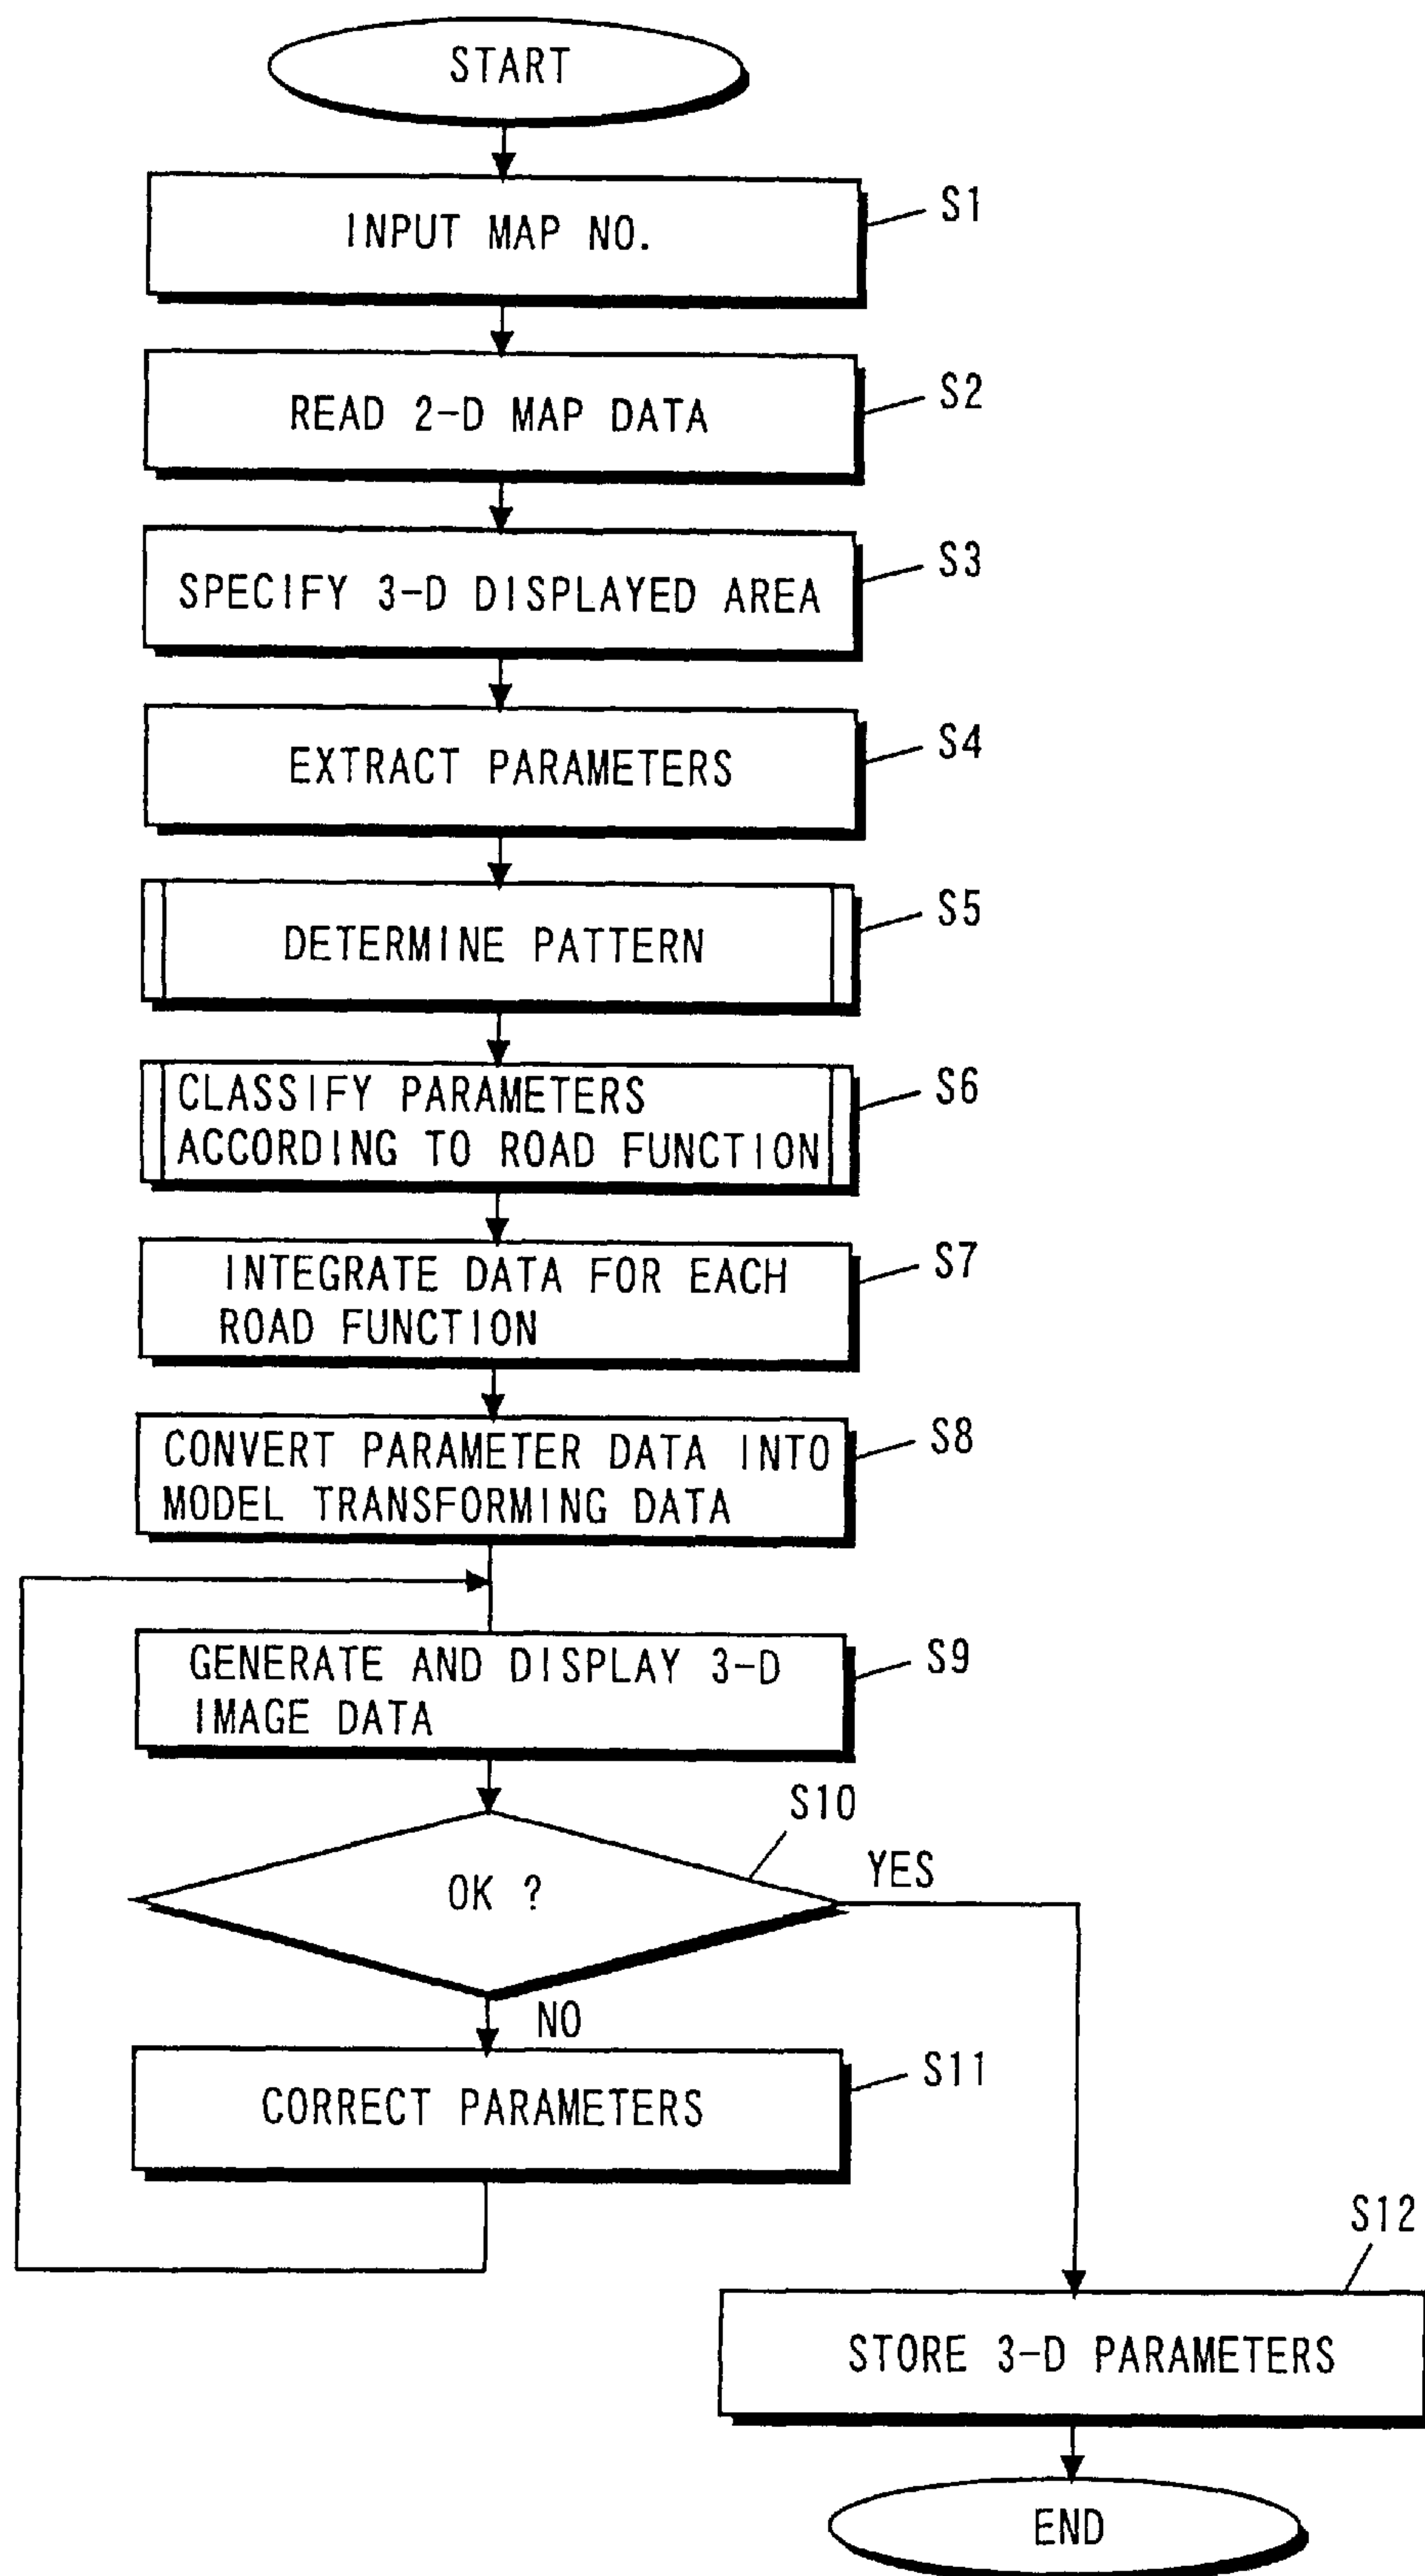 START
INPUT MAP NO.
S1
READ 2-D MAP DATA
S2
SPECIFY 3-D DISPLAYED AREA
S3
EXTRACT PARAMETERS
S4
DETERMINE PATTERN
S5
CLASSIFY PARAMETERS
ACCORDING TO ROAD FUNCTION
S6
INTEGRATE DATA FOR EACH
ROAD FUNCTION
S7
CONVERT PARAMETER DATA INTO
MODEL TRANSFORMING DATA
S8
GENERATE AND DISPLAY 3-D
IMAGE DATA
S9
S10
OK ?
YES
NO
CORRECT PARAMETERS
S11
S12
STORE 3-D PARAMETERS
END